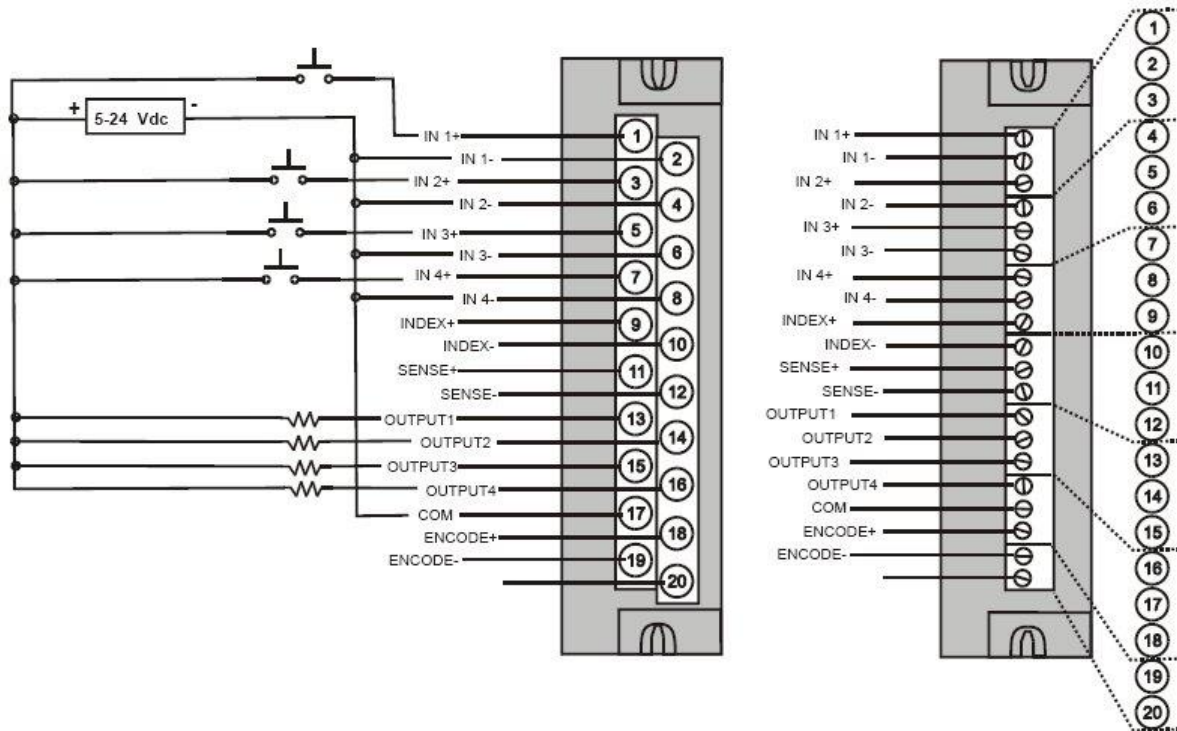 + 5-24 Vdc -
IN 1+
IN 1-
IN 2+
IN 2-
IN 3+
IN 3-
IN 4+
IN 4-
INDEX+
INDEX-
SENSE+
SENSE-
OUTPUT1
OUTPUT2
OUTPUT3
OUTPUT4
COM
ENCODE+
ENCODE-
1
2
3
4
5
6
7
8
9
10
11
12
13
14
15
16
17
18
19
20
IN 1+
IN 1-
IN 2+
IN 2-
IN 3+
IN 3-
IN 4+
IN 4-
INDEX+
INDEX-
SENSE+
SENSE-
OUTPUT1
OUTPUT2
OUTPUT3
OUTPUT4
COM
ENCODE+
ENCODE-
1
2
3
4
5
6
7
8
9
10
11
12
13
14
15
16
17
18
19
20